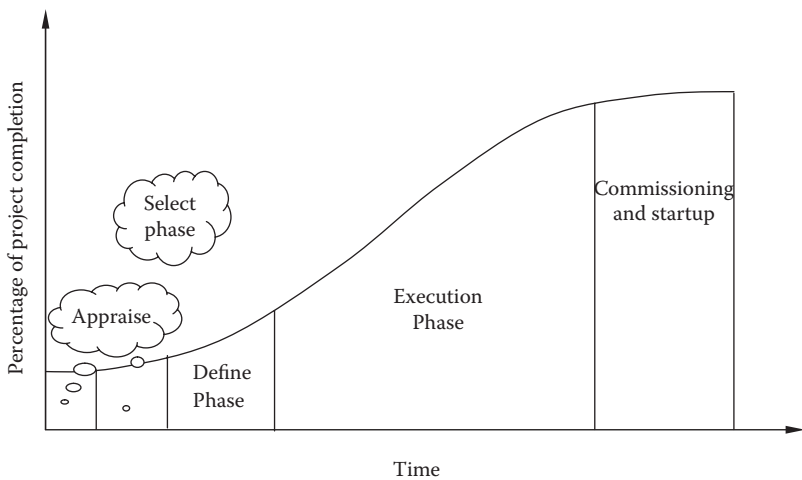 Percentage of project completion
Select
phase
Appraise
Define
Phase
Execution
Phase
Commissioning
and startup
Time